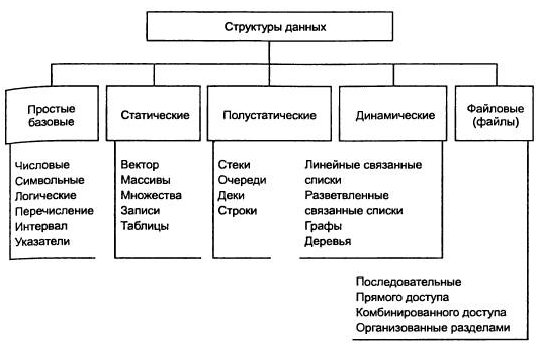 Структуры данных
Простые
базовые
Статические
Полустатические
Динамические
Файловые
(файлы)
Числовые
Символьные
Логические
Перечисление
Интервал
Указатели
Вектор
Массивы
Множества
Записи
Таблицы
Стеки
Очереди
Деки
Строки
Линейные связанные
списки
Разветвленные
связанные списки
Графы
Деревья
Последовательные
Прямого доступа
Комбинированного доступа
Организованные разделами